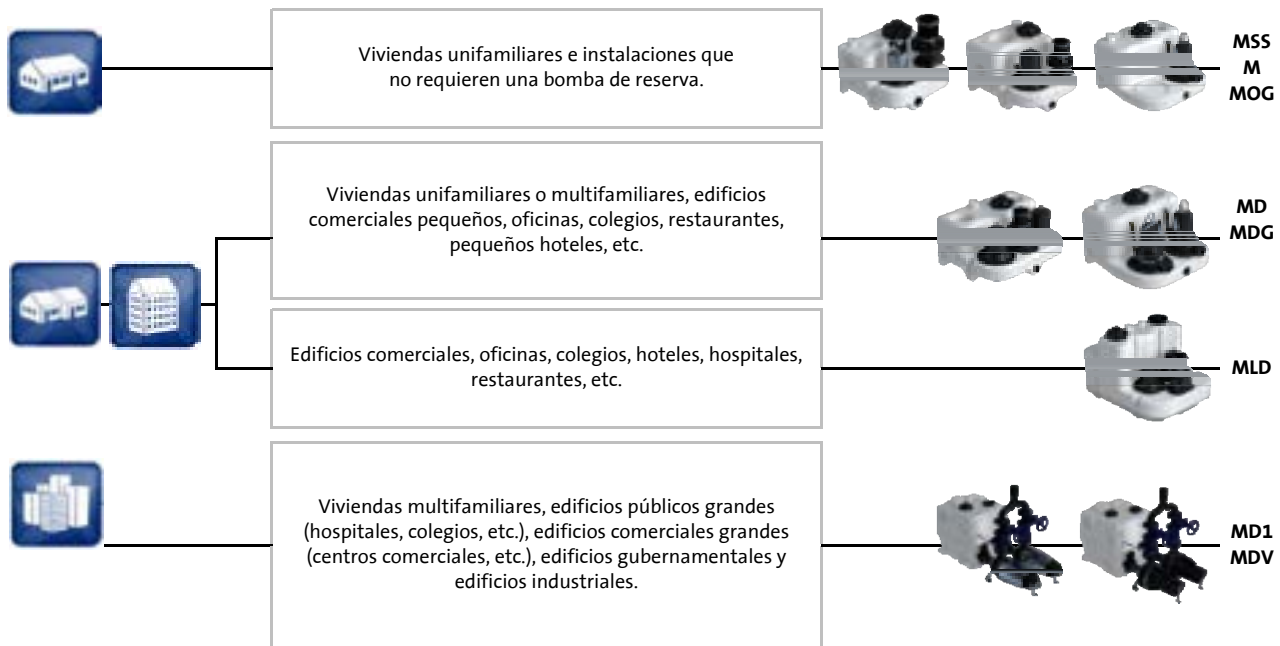 Viviendas unifamiliares e instalaciones que
no requieren una bomba de reserva.
MSS
M
MOG
Viviendas unifamiliares o multifamiliares, edificios
comerciales pequeños, oficinas, colegios, restaurantes,
pequeños hoteles, etc.
MD
MDG
Edificios comerciales, oficinas, colegios, hoteles, hospitales,
restaurantes, etc.
MLD
Viviendas multifamiliares, edificios públicos grandes
(hospitales, colegios, etc.), edificios comerciales grandes
(centros comerciales, etc.), edificios gubernamentales y
edificios industriales.
MD1
MDV